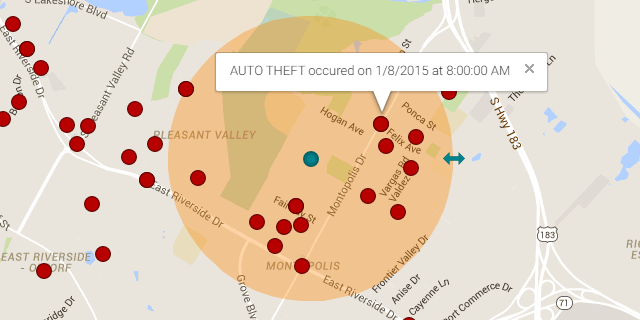 S Lakeshore Blvd
East Riverside Dr
S Pleasant Valley Rd
PLEASANT VALLEY
AUTO THEFT occured on 1/8/2015 at 8:00:00 AM
Hogan Ave
Ponca St
Felix Ave
S Hwy 183
Vargas Rd
Valdez
Montopolis Dr
East Riverside Dr
Fairway St
MONTOPOLIS
EAST RIVERSIDE
- OLTORF
Grove Blv
East Riverside Dr
Frontier Valley Dr
Anise Dr
Cayenne Ln
port Commerce Dr
bridge Dr
183
71